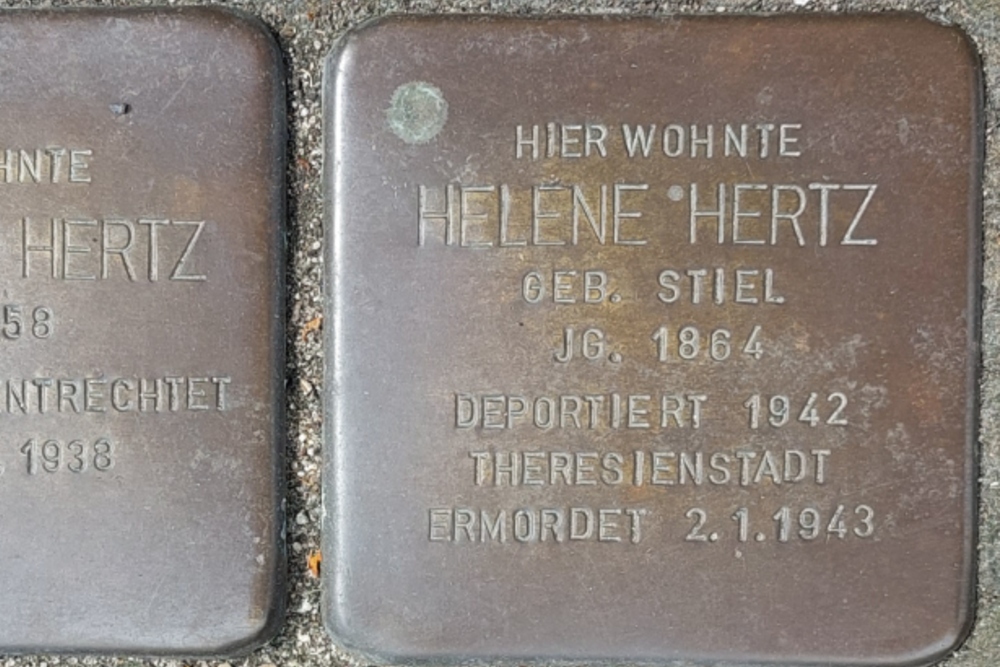 HNTE
HERTZ
58
ENTRECHTET
1938
HIER WOHNTE
HELENE HERTZ
GEB. STIEL
JG. 1864
DEPORTIERT 1942
THERESIENSTADT
ERMORDET 2.1.1943